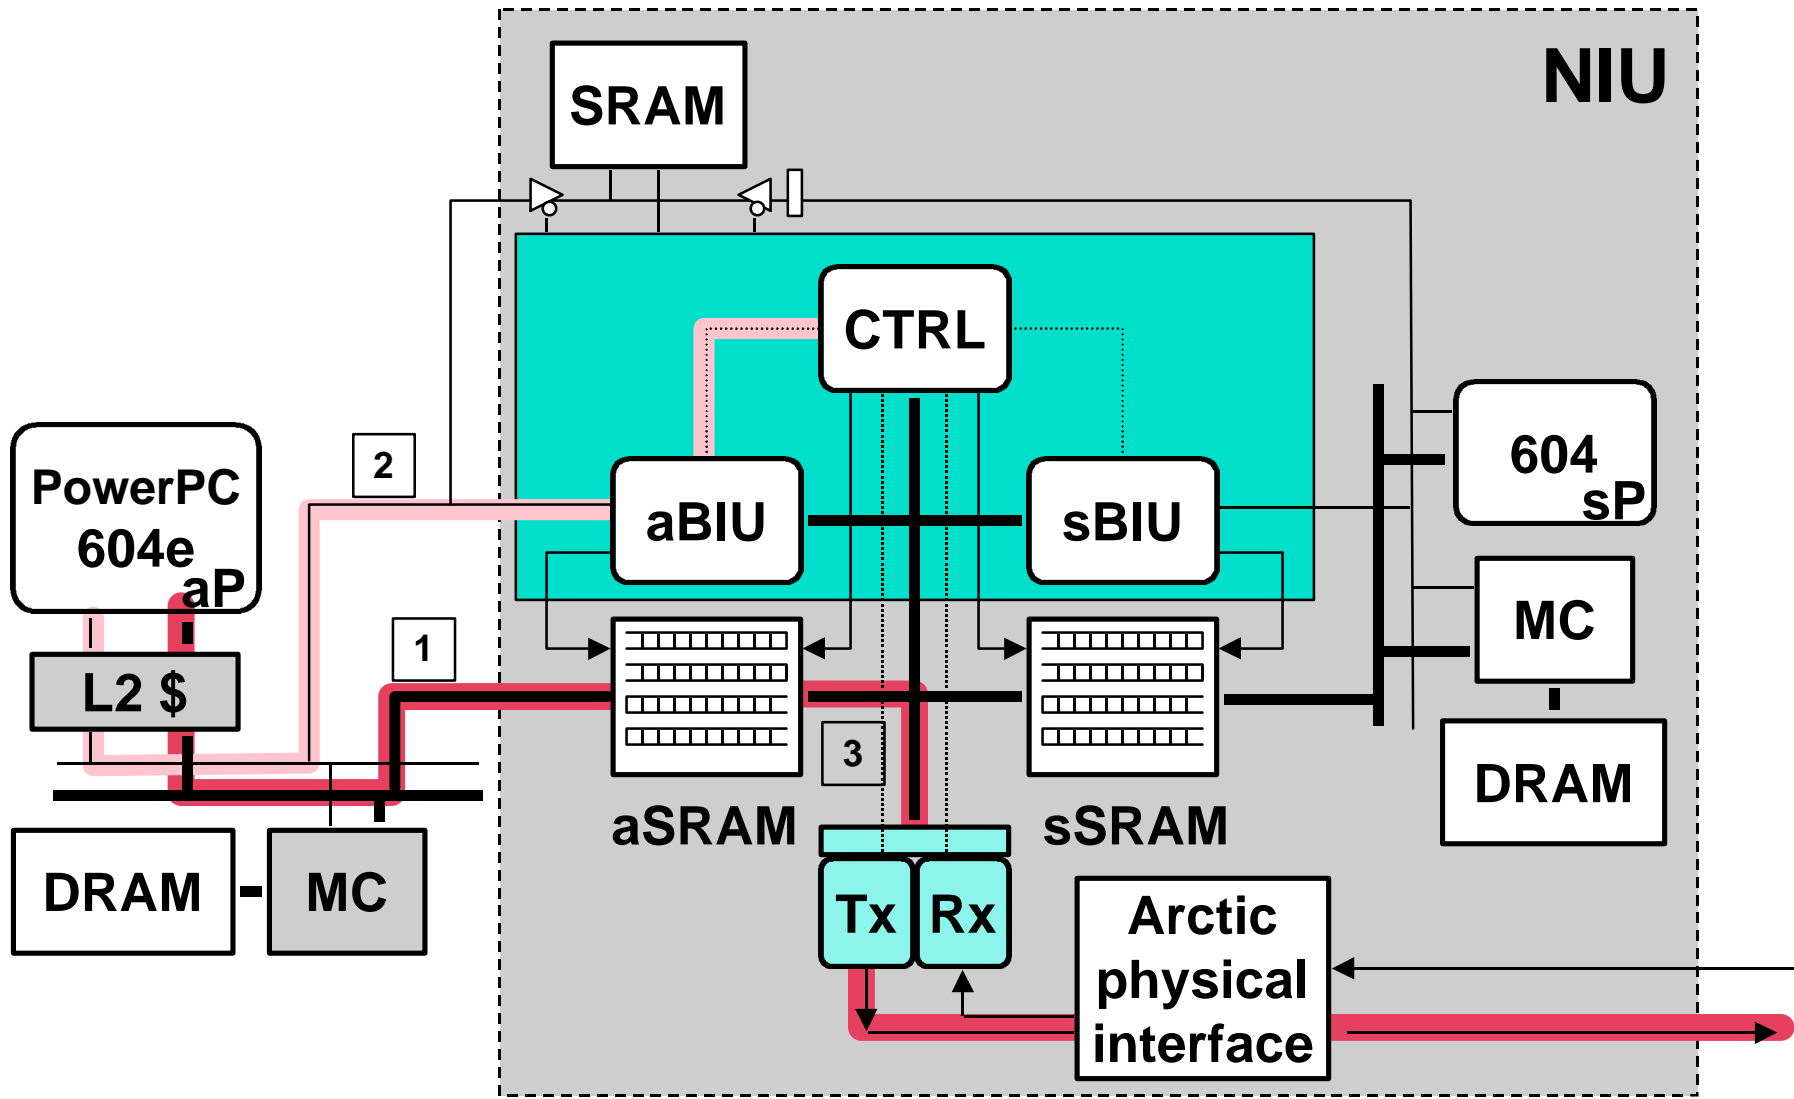 NIU
SRAM
CTRL
PowerPC
604e
aP
2
aBIU
sBIU
604
sP
L2 $
1
MC
3
aSRAM
sSRAM
DRAM
DRAM
MC
Tx
Rx
Arctic
physical
interface